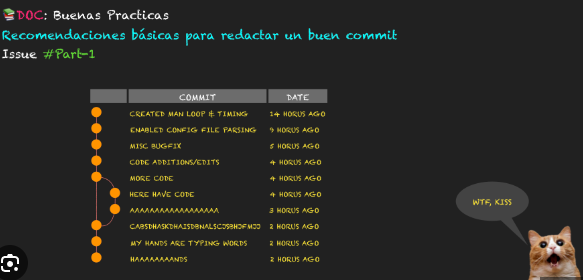 📚DOC: Buenas Practicas
Recomendaciones básicas para redactar un buen commit
Issue #Part-1
COMMIT DATE
CREATED MAN LOOP & TIMING 14 HORUS AGO
ENABLED CONFIG FILE PARSING 9 HORUS AGO
MISC BUGFIX 5 HORUS AGO
CODE ADDITIONS/EDITS 4 HORUS AGO
MORE CODE 4 HORUS AGO
HERE HAVE CODE 4 HORUS AGO
AAAAAAAAAAAAAAAAAA 3 HORUS AGO
2 HORUS AGO
MY HANDS ARE TYPING WORDS 2 HORUS AGO
HAAAAAAAANDS 2 HORUS AGO
WTF, KISS